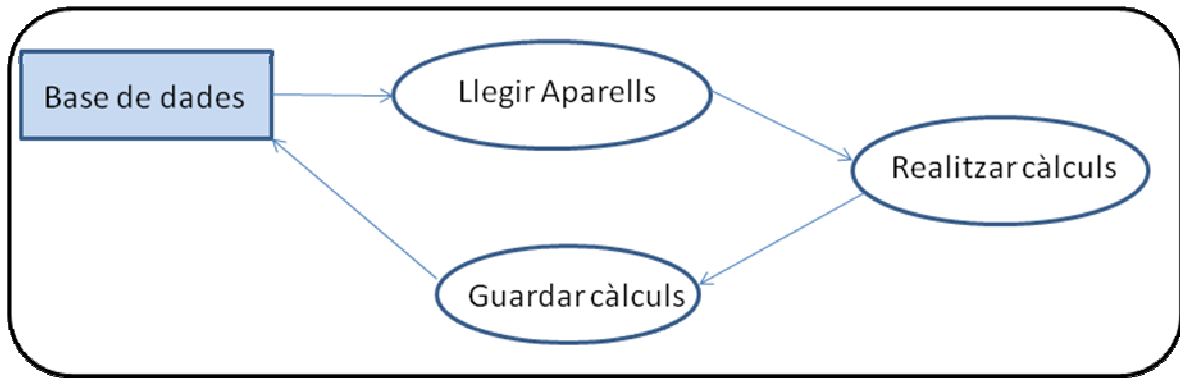 Base de dades
Llegir Aparells
Realitzar càlculs
Guardar càlculs